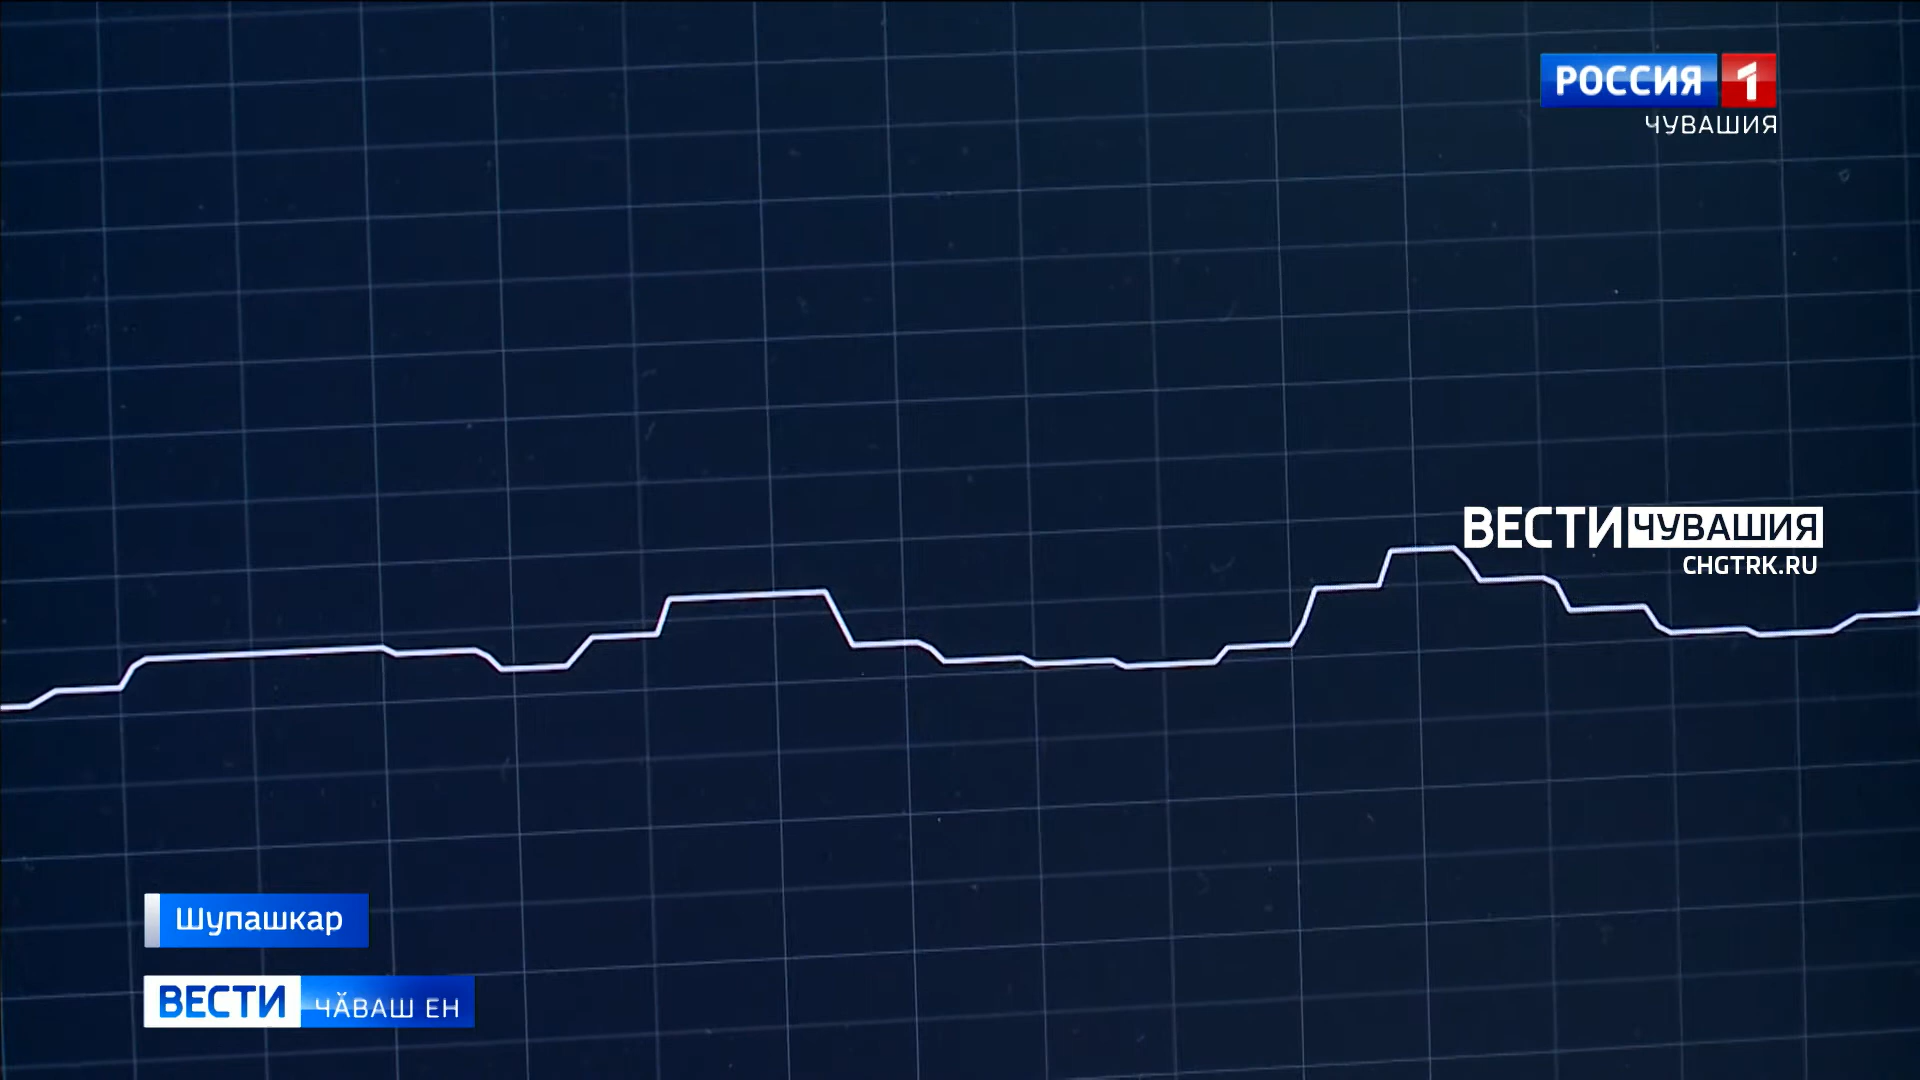 РОССИЯ 1
ЧУВАШИЯ
ВЕСТИ ЧУВАШИЯ
CHGTRK.RU
Шупашкар
ВЕСТИ ЧӐВАШ ЕН